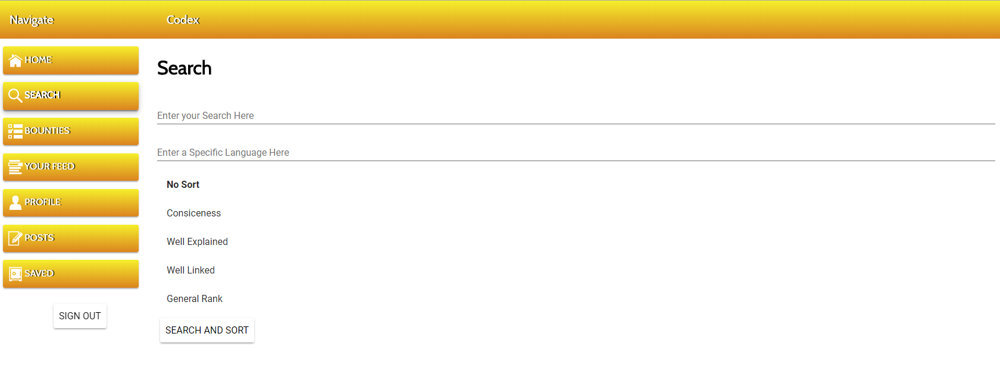 Navigate
Codex
HOME
SEARCH
BOUNTIES
YOUR FEED
PROFILE
POSTS
SAVED
SIGN OUT
Search
Enter your Search Here
Enter a Specific Language Here
No Sort
Consiceness
Well Explained
Well Linked
General Rank
SEARCH AND SORT